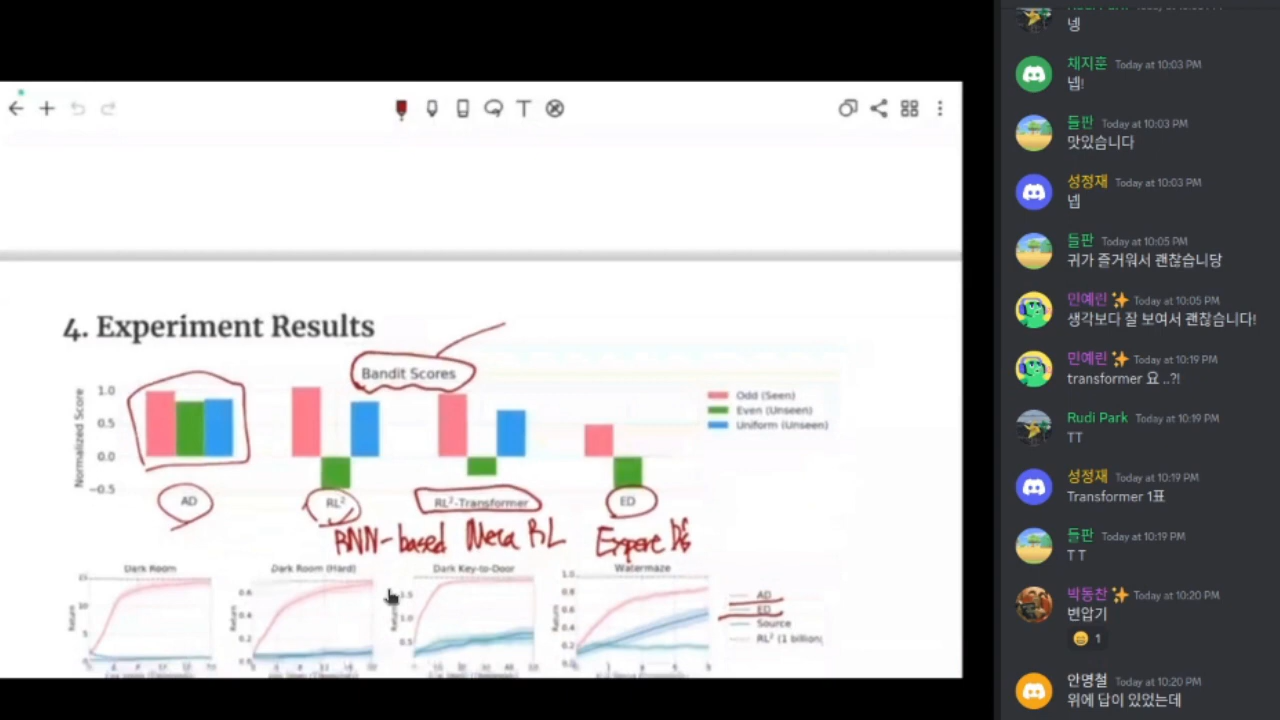 넹
채지훈 Today at 10:03 PM
넵!
들판 Today at 10:03 PM
맛있습니다
성정재 Today at 10:03 PM
넵
들판 Today at 10:05 PM
귀가 즐거워서 괜찮습니당
민예린 Today at 10:05 PM
생각보다 잘 보여서 괜찮습니다!
민예린 Today at 10:19 PM
transformer 요 ..?!
Rudi Park Today at 10:19 PM
TT
성정재 Today at 10:19 PM
Transformer 1표
들판 Today at 10:19 PM
T T
박동찬 Today at 10:20 PM
변압기
1
안영철 Today at 10:20 PM
위에 답이 있었는데
T
4. Experiment Results
Bandit Scores
Normalized Score
1.0
0.5
0.0
−0.5
Odd (Seen)
Even (Unseen)
Uniform (Unseen)
AD
RL²
RL²-Transformer
ED
RNN-based Meta RL
Dark Room
Dark Room (Hard)
Dark Key-to-Door
Watermaze
Return
Return
Return
Return
AD
ED
Source
RL² (1 billion)